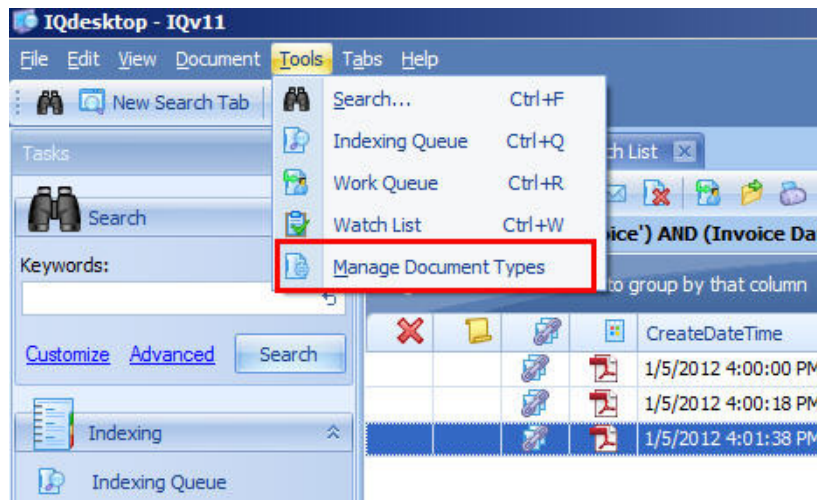 IQdesktop - IQv11
File Edit View Document Tools Tabs Help
New Search Tab
Search... Ctrl+F
Indexing Queue Ctrl+Q
Work Queue Ctrl+R
Watch List Ctrl+W
Manage Document Types
Tasks
ch List
Search
ice') AND (Invoice Da
Keywords:
to group by that column
Customize Advanced Search
CreateDateTime
1/5/2012 4:00:00 PM
1/5/2012 4:00:18 PM
1/5/2012 4:01:38 PM
Indexing
Indexing Queue